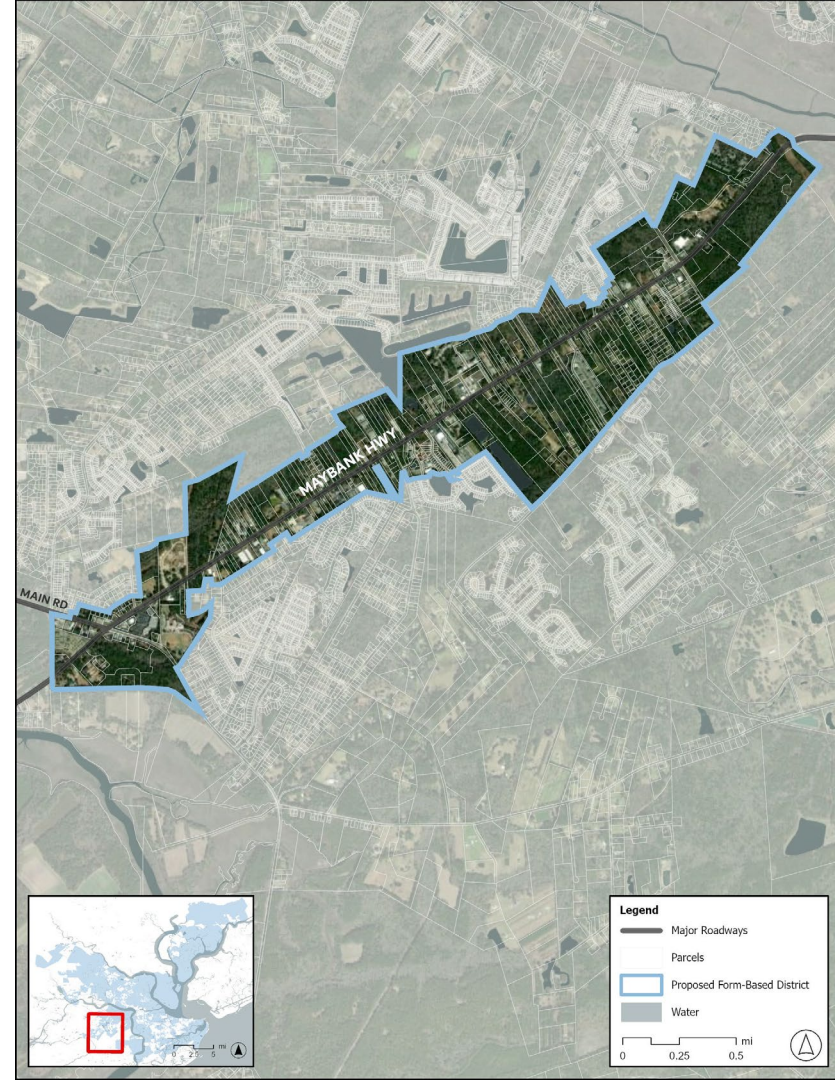 MAYBANK HWY
MAIN RD
0 2.5 5 mi
Legend
Major Roadways
Parcels
Proposed Form-Based District
Water
mi
0 0.25 0.5